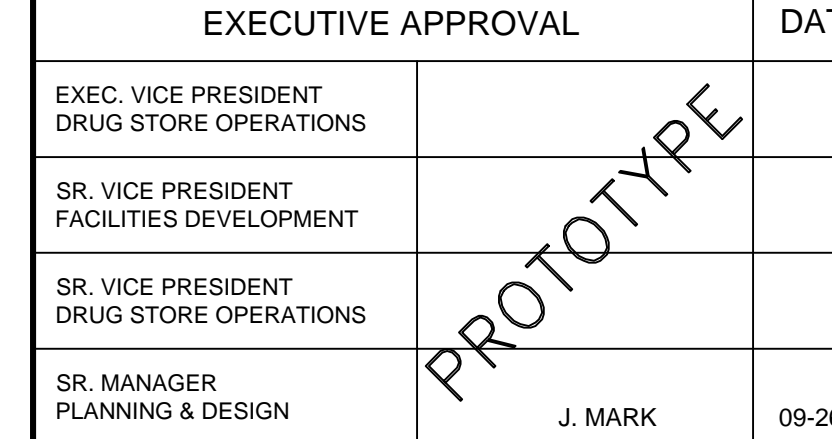 EXECUTIVE APPROVAL
EXEC. VICE PRESIDENT
DRUG STORE OPERATIONS
SR. VICE PRESIDENT
FACILITIES DEVELOPMENT
SR. VICE PRESIDENT
DRUG STORE OPERATIONS
SR. MANAGER
PLANNING & DESIGN
J. MARK
PROTOTYPE